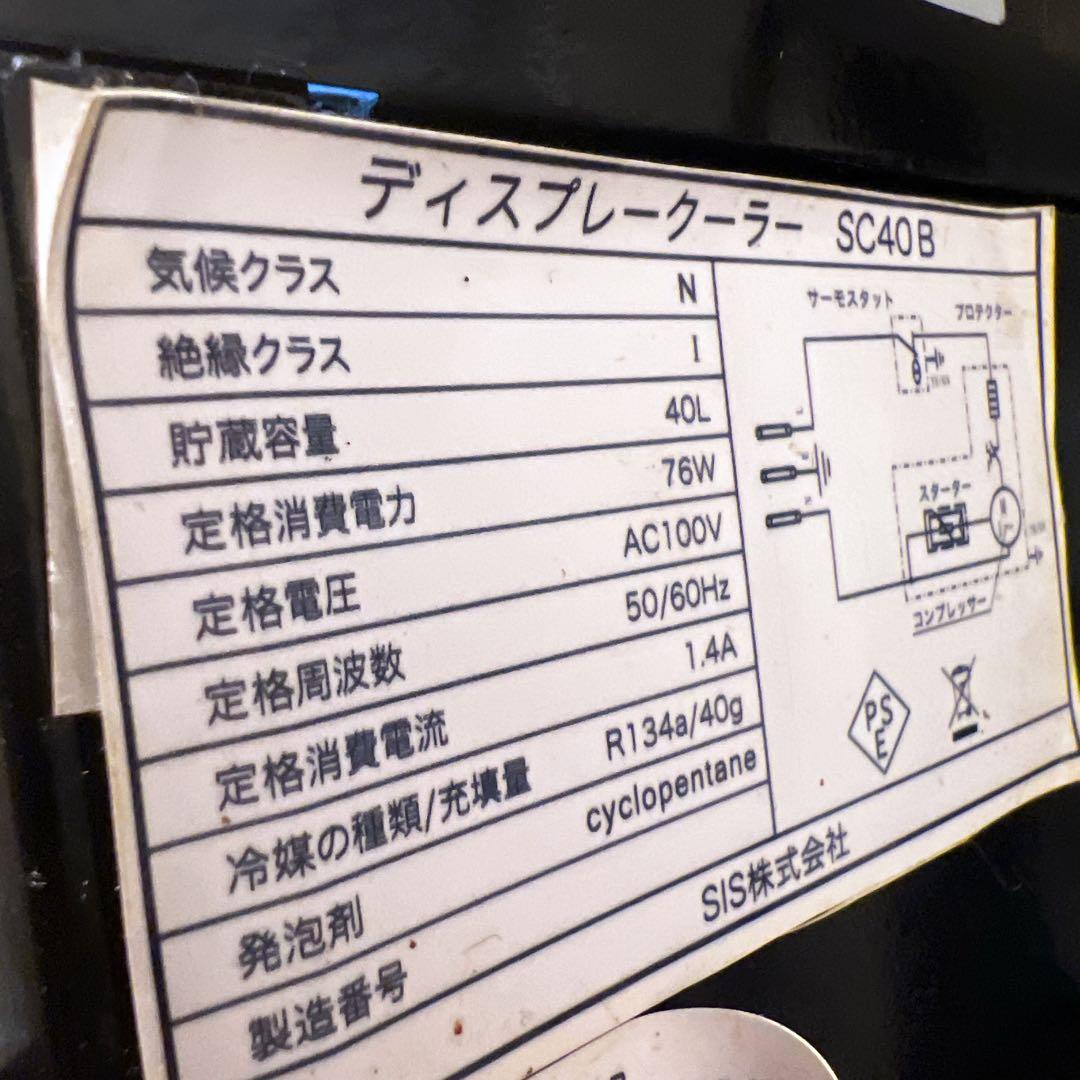 ディスプレークーラー SC40B
気候クラス N
絶縁クラス I
貯蔵容量 40L
定格消費電力 76W
定格電圧 AC100V
定格周波数 50/60Hz
定格消費電流 1.4A
冷媒の種類/充填量 R134a/40g
発泡剤 cyclopentane
製造番号
サーモスタット
プロテクター
スターター
コンプレッサー
PSE
SIS株式会社